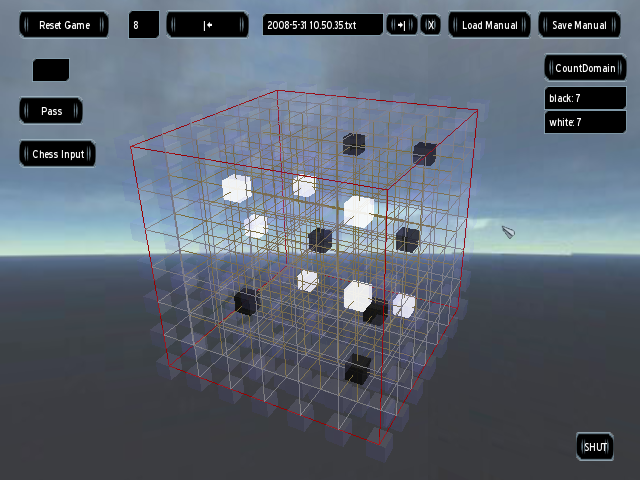 Reset Game
8
|←
2008-5-31 10.50.35.txt
→|
X
Load Manual
Save Manual
CountDomain
Pass
black: 7
white: 7
Chess Input
SHUT